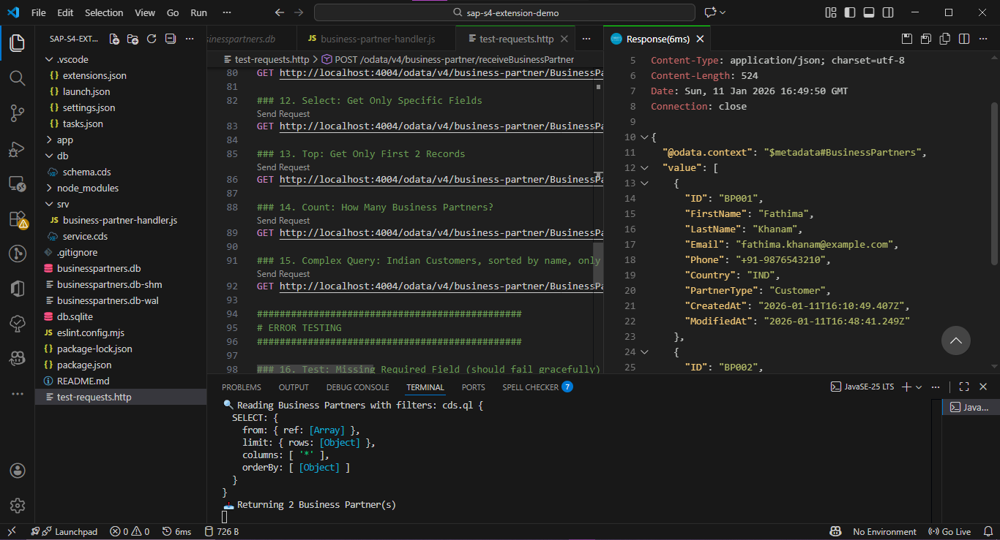 File Edit Selection View Go Run ··· sap-s4-extension-demo
SAP-S4-EXT...
.vscode
extensions.json
launch.json
settings.json
tasks.json
app
db
schema.cds
node_modules
srv
business-partner-handler.js
service.cds
.gitignore
businesspartners.db
businesspartners.db-shm
businesspartners.db-wal
db.sqlite
eslint.config.mjs
package-lock.json
package.json
README.md
test-requests.http
usinesspartners.db business-partner-handler.js test-requests.http
test-requests.http > POST /odata/v4/business-partner/receiveBusinessPartner
80 GET http://localhost:4004/odata/v4/business-partner/BusinessPa
81
82 ### 12. Select: Get Only Specific Fields
Send Request
83 GET http://localhost:4004/odata/v4/business-partner/BusinessPa
84
85 ### 13. Top: Get Only First 2 Records
Send Request
86 GET http://localhost:4004/odata/v4/business-partner/BusinessPa
87
88 ### 14. Count: How Many Business Partners?
Send Request
89 GET http://localhost:4004/odata/v4/business-partner/BusinessPa
90
91 ### 15. Complex Query: Indian Customers, sorted by name, only
Send Request
92 GET http://localhost:4004/odata/v4/business-partner/BusinessPa
93
94 ###############################################
95 # ERROR TESTING
96 ###############################################
97
98 ### 16. Test: Missing Required Field (should fail gracefully)
Response(6ms)
5 Content-Type: application/json; charset=utf-8
6 Content-Length: 524
7 Date: Sun, 11 Jan 2026 16:49:50 GMT
8 Connection: close
9
10 {
11 "@odata.context": "$metadata#BusinessPartners",
12 "value": [
13 {
14 "ID": "BP001",
15 "FirstName": "Fathima",
16 "LastName": "Khanam",
17 "Email": "fathima.khanam@example.com",
18 "Phone": "+91-9876543210",
19 "Country": "IND",
20 "PartnerType": "Customer",
21 "CreatedAt": "2026-01-11T16:10:49.407Z",
22 "ModifiedAt": "2026-01-11T16:48:41.249Z"
23 },
24 {
25 "ID": "BP002",
PROBLEMS OUTPUT DEBUG CONSOLE TERMINAL PORTS SPELL CHECKER 7 JavaSE-25 LTS
🔍 Reading Business Partners with filters: cds.ql {
SELECT: {
from: { ref: [Array] },
limit: { rows: [Object] },
columns: [ '*' ],
orderBy: [ [Object] ]
}
}
📤 Returning 2 Business Partner(s)
Java...
Launchpad 0 0 6ms 726 B No Environment Go Live